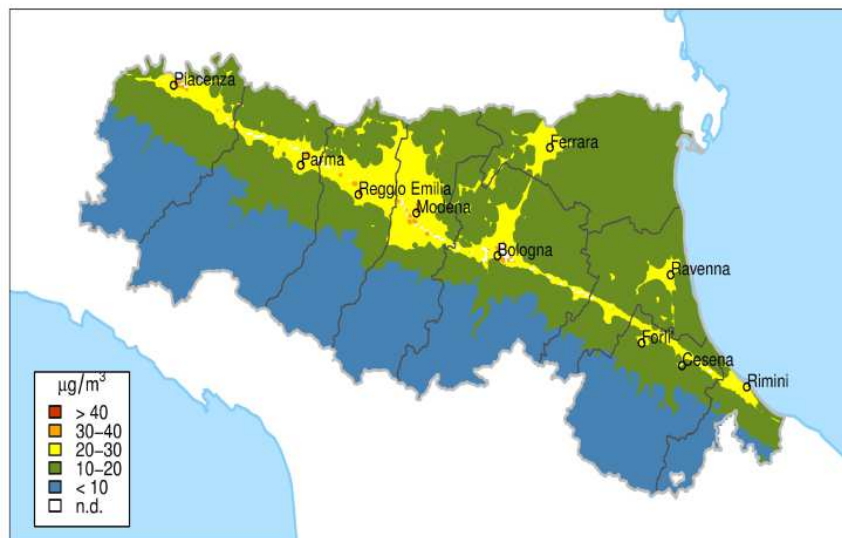 Piacenza
Parma
Reggio Emilia
Modena
Ferrara
Bologna
Ravenna
Forlì
Cesena
Rimini
μg/m³
> 40
30–40
20–30
10–20
< 10
n.d.